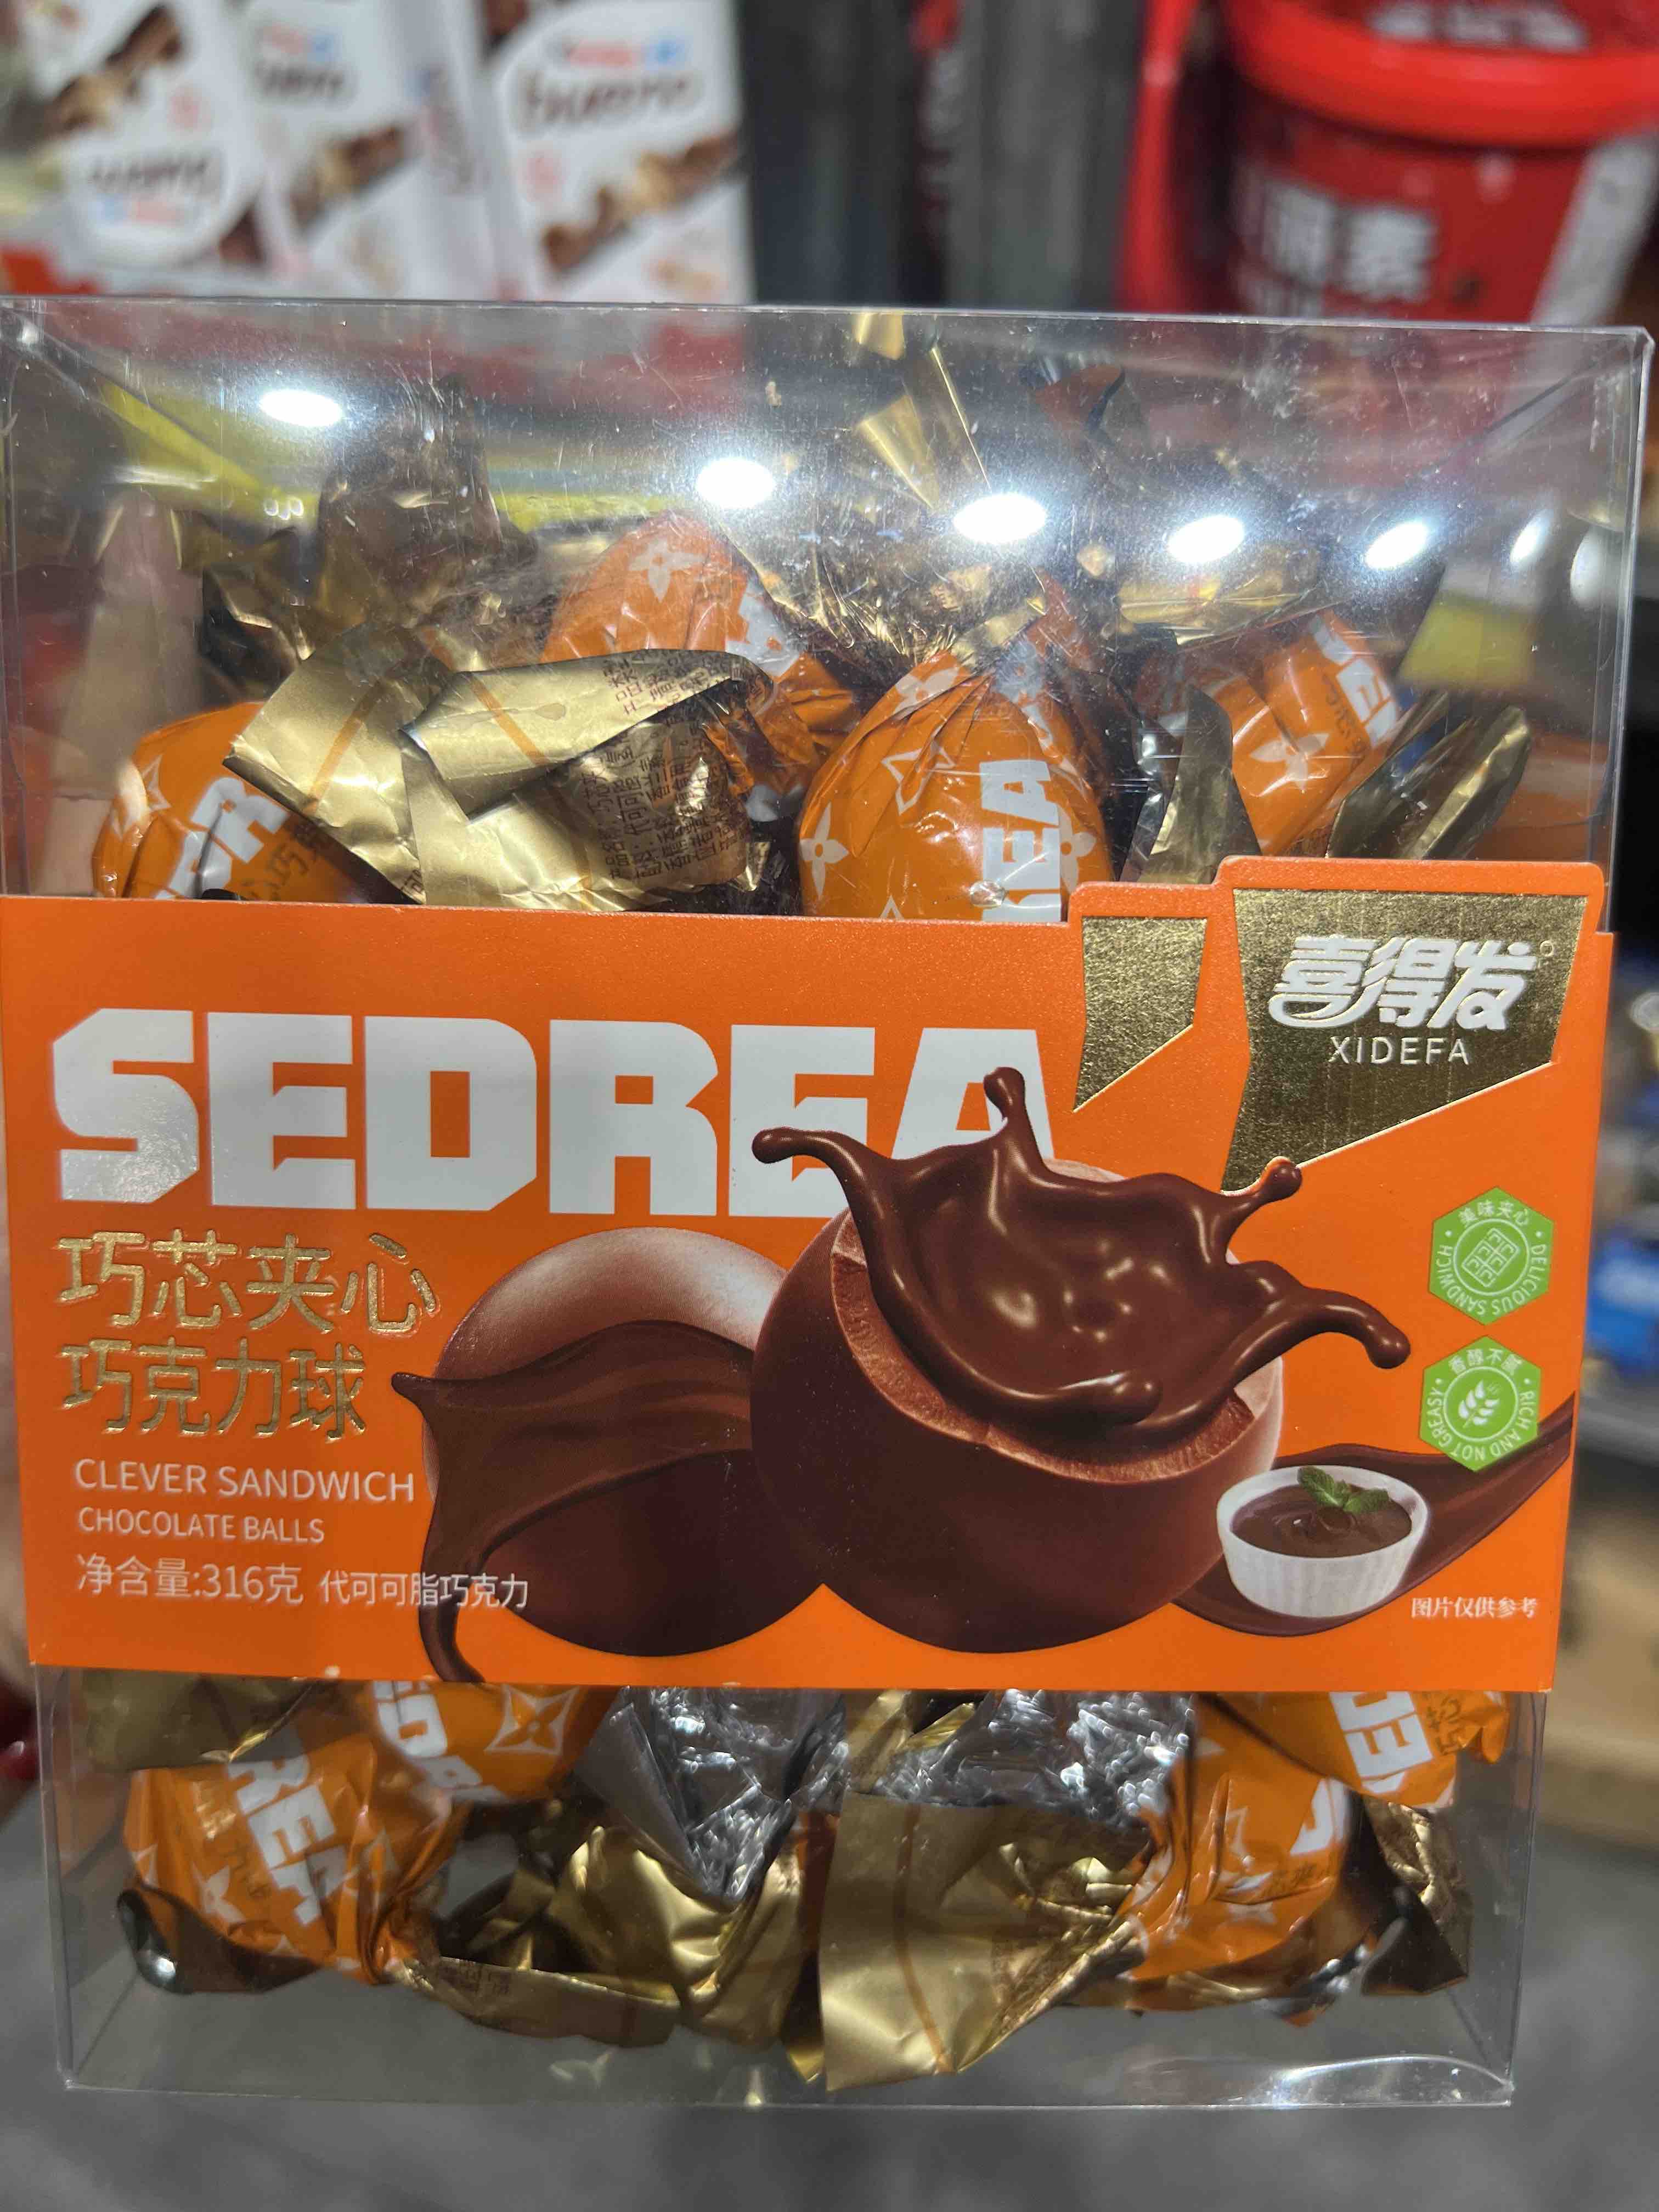 bueno
喜得发
XIDEFA
SEDREA
巧芯夹心
巧克力球
CLEVER SANDWICH
CHOCOLATE BALLS
净含量:316克 代可可脂巧克力
美味夹心
DELICIOUS SANDWICH
香醇不腻
RICH AND NOT GREASY
图片仅供参考